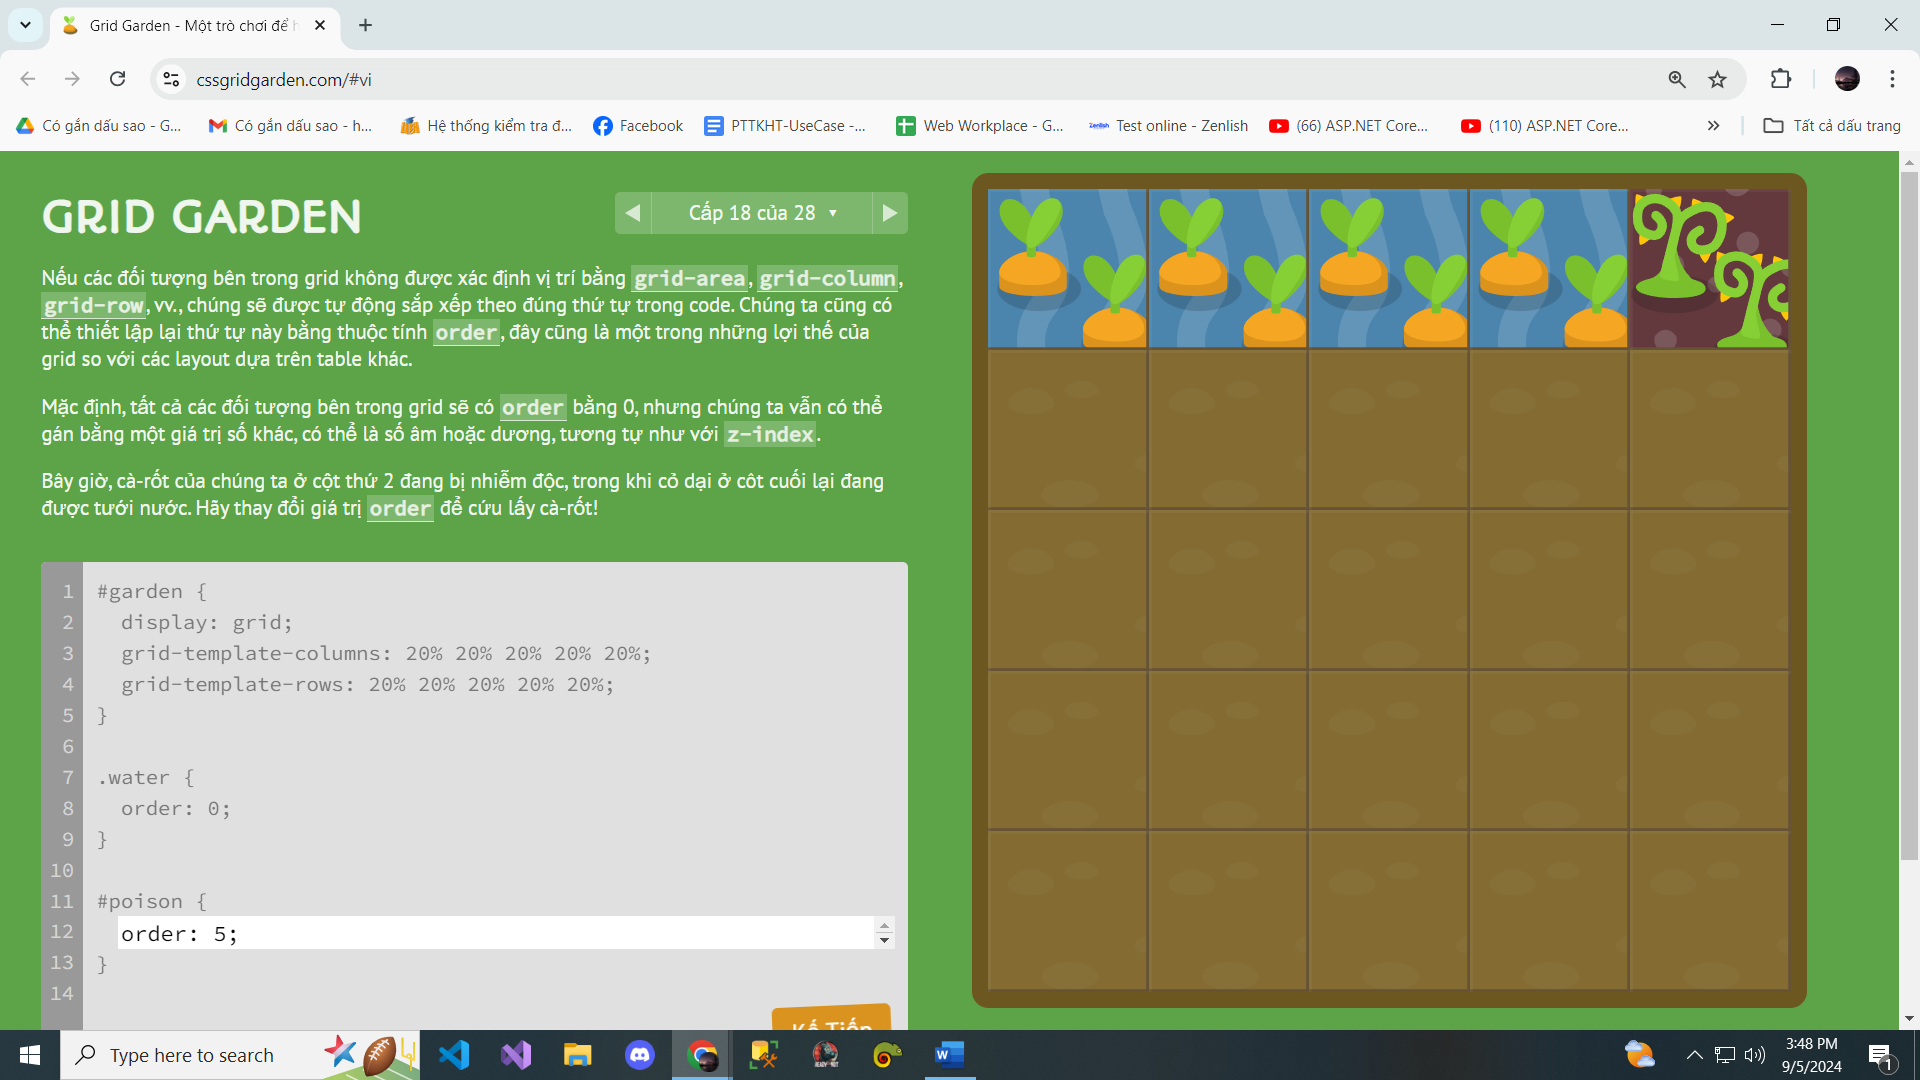 Grid Garden - Một trò chơi để h
cssgridgarden.com/#vi
Có gắn dấu sao - G...
Có gắn dấu sao - h...
Hệ thống kiểm tra đ...
Facebook
PTTKHT-UseCase -...
Web Workplace - G...
Zenlish
Test online - Zenlish
(66) ASP.NET Core...
(110) ASP.NET Core...
Tất cả dấu trang
GRID GARDEN
Cấp 18 của 28
Nếu các đối tượng bên trong grid không được xác định vị trí bằng grid-area, grid-column,
grid-row, vv., chúng sẽ được tự động sắp xếp theo đúng thứ tự trong code. Chúng ta cũng có
thể thiết lập lại thứ tự này bằng thuộc tính order, đây cũng là một trong những lợi thế của
grid so với các layout dựa trên table khác.
Mặc định, tất cả các đối tượng bên trong grid sẽ có order bằng 0, nhưng chúng ta vẫn có thể
gán bằng một giá trị số khác, có thể là số âm hoặc dương, tương tự như với z-index.
Bây giờ, cà-rốt của chúng ta ở cột thứ 2 đang bị nhiễm độc, trong khi cỏ dại ở côt cuối lại đang
được tưới nước. Hãy thay đổi giá trị order để cứu lấy cà-rốt!
1 #garden {
2 display: grid;
3 grid-template-columns: 20% 20% 20% 20% 20%;
4 grid-template-rows: 20% 20% 20% 20% 20%;
5 }
6
7 .water {
8 order: 0;
9 }
10
11 #poison {
12 order: 5;
13 }
14
Kế Tiếp
Type here to search
READY NOT
W
3:48 PM
9/5/2024
1